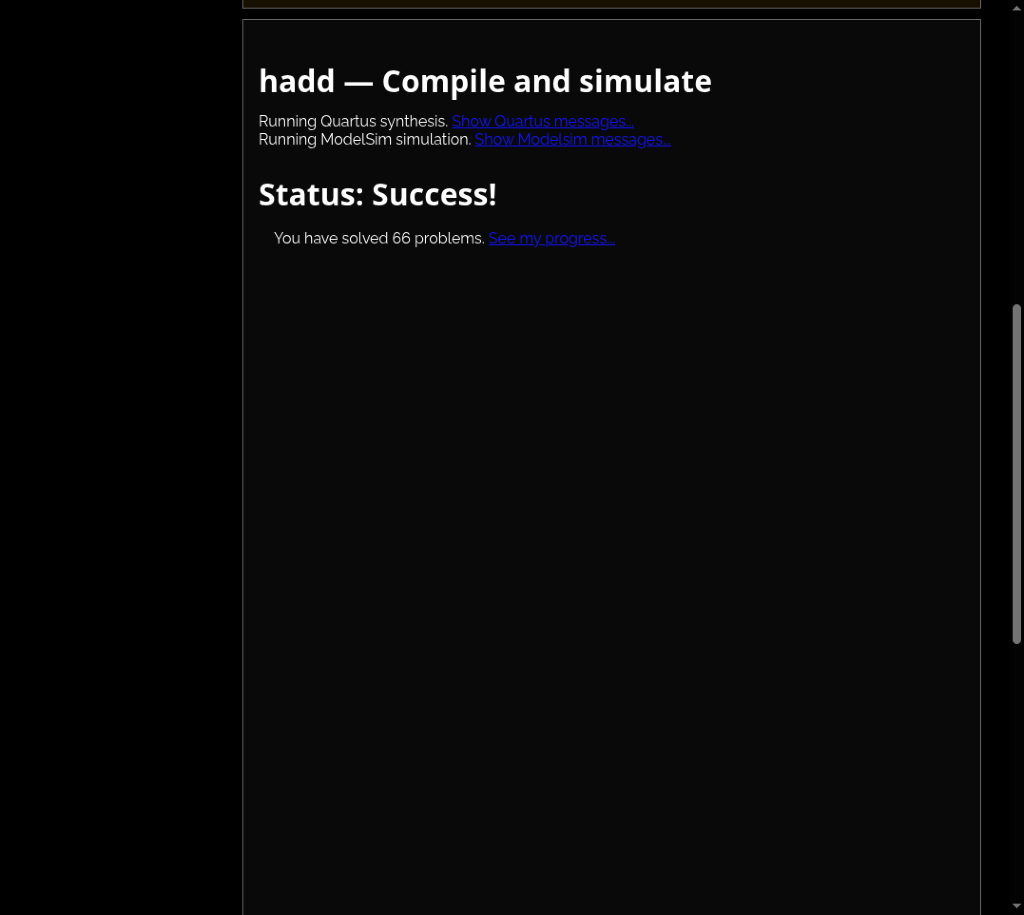 hadd — Compile and simulate
Running Quartus synthesis. Show Quartus messages...
Running ModelSim simulation. Show Modelsim messages...
Status: Success!
You have solved 66 problems. See my progress...